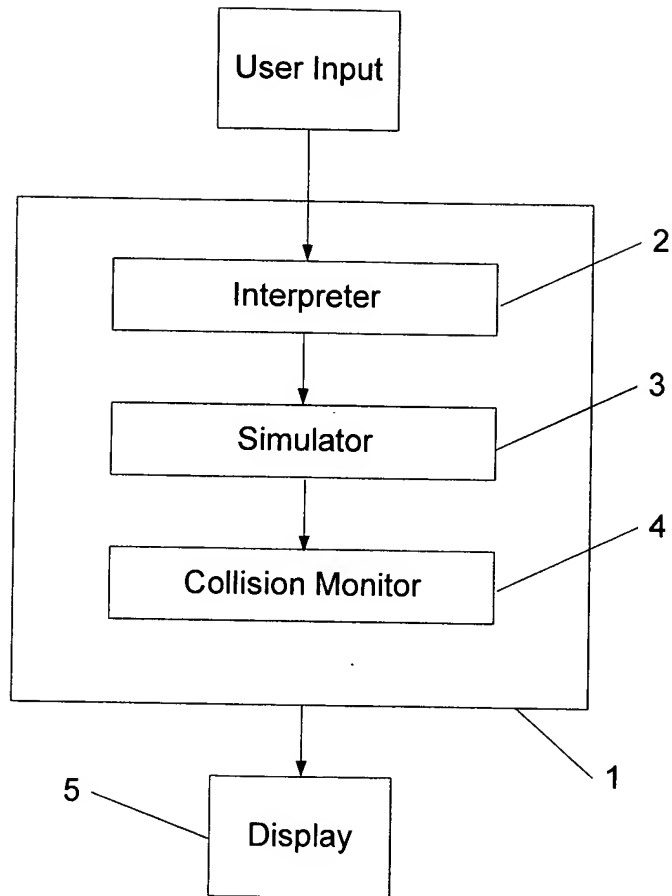 User Input
Interpreter
2
Simulator
3
Collision Monitor
4
1
5
Display